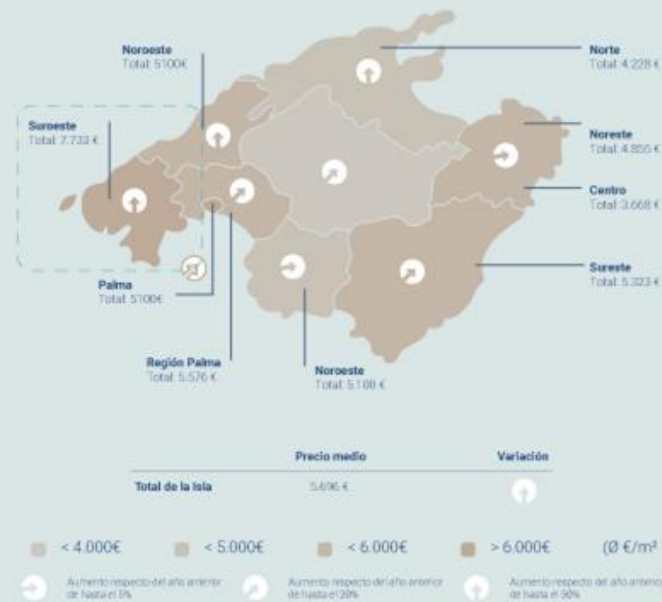 Noroeste
Total: 5100€
Norte
Total: 4.228 €
Suroeste
Total: 7.733 €
Noreste
Total: 4.855 €
Centro
Total: 3.668 €
Sureste
Total: 5.323 €
Palma
Total: 5100€
Región Palma
Total: 5.576 €
Noroeste
Total: 5.100 €
Precio medio Variación
Total de la Isla 5.696 €
< 4.000€ < 5.000€ < 6.000€ > 6.000€ (Ø €/m²
Aumento respecto del año anterior
de hasta el 5%
Aumento respecto del año anterior
de hasta el 20%
Aumento respecto del año anterior
de hasta el 30%